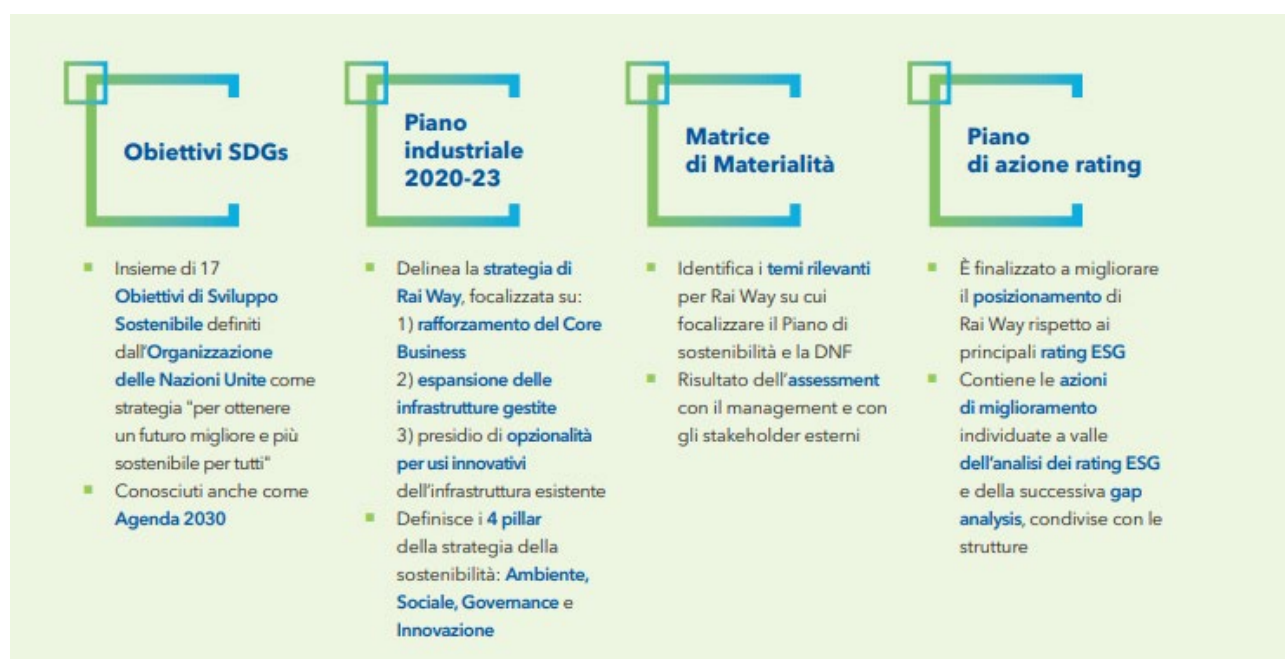 Obiettivi SDGs
Insieme di 17
Obiettivi di Sviluppo
Sostenibile definiti
dall'Organizzazione
delle Nazioni Unite come
strategia "per ottenere
un futuro migliore e più
sostenibile per tutti"
Conosciuti anche come
Agenda 2030
Piano
industriale
2020-23
Delinea la strategia di
Rai Way, focalizzata su:
1) rafforzamento del Core
Business
2) espansione delle
infrastrutture gestite
3) presidio di opzionalità
per usi innovativi
dell'infrastruttura esistente
Definisce i 4 pillar
della strategia della
sostenibilità: Ambiente,
Sociale, Governance e
Innovazione
Matrice
di Materialità
Identifica i temi rilevanti
per Rai Way su cui
focalizzare il Piano di
sostenibilità e la DNF
Risultato dell'assessment
con il management e con
gli stakeholder esterni
Piano
di azione rating
È finalizzato a migliorare
il posizionamento di
Rai Way rispetto ai
principali rating ESG
Contiene le azioni
di miglioramento
individuate a valle
dell'analisi dei rating ESG
e della successiva gap
analysis, condivise con le
strutture